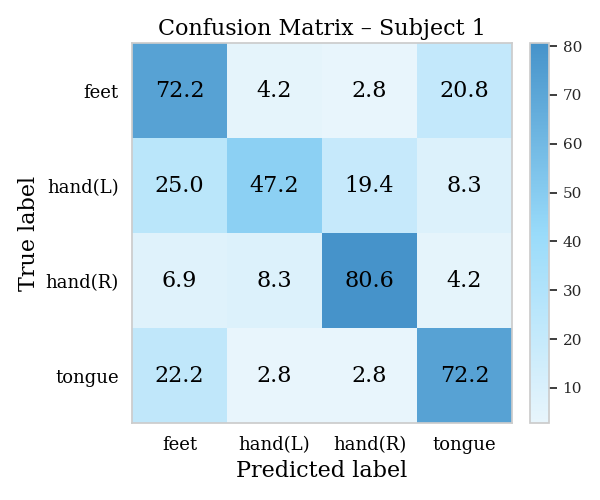 Confusion Matrix – Subject 1
feet 72.2 4.2 2.8 20.8
hand(L) 25.0 47.2 19.4 8.3
hand(R) 6.9 8.3 80.6 4.2
tongue 22.2 2.8 2.8 72.2
feet hand(L) hand(R) tongue
Predicted label
True label
80
70
60
50
40
30
20
10